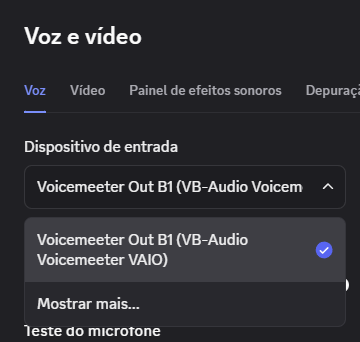 Voz e vídeo
Voz Vídeo Painel de efeitos sonoros Depuraçã
Dispositivo de entrada
Voicemeeter Out B1 (VB-Audio Voicem
Voicemeeter Out B1 (VB-Audio
Voicemeeter VAIO)
Mostrar mais...
Teste do microfone